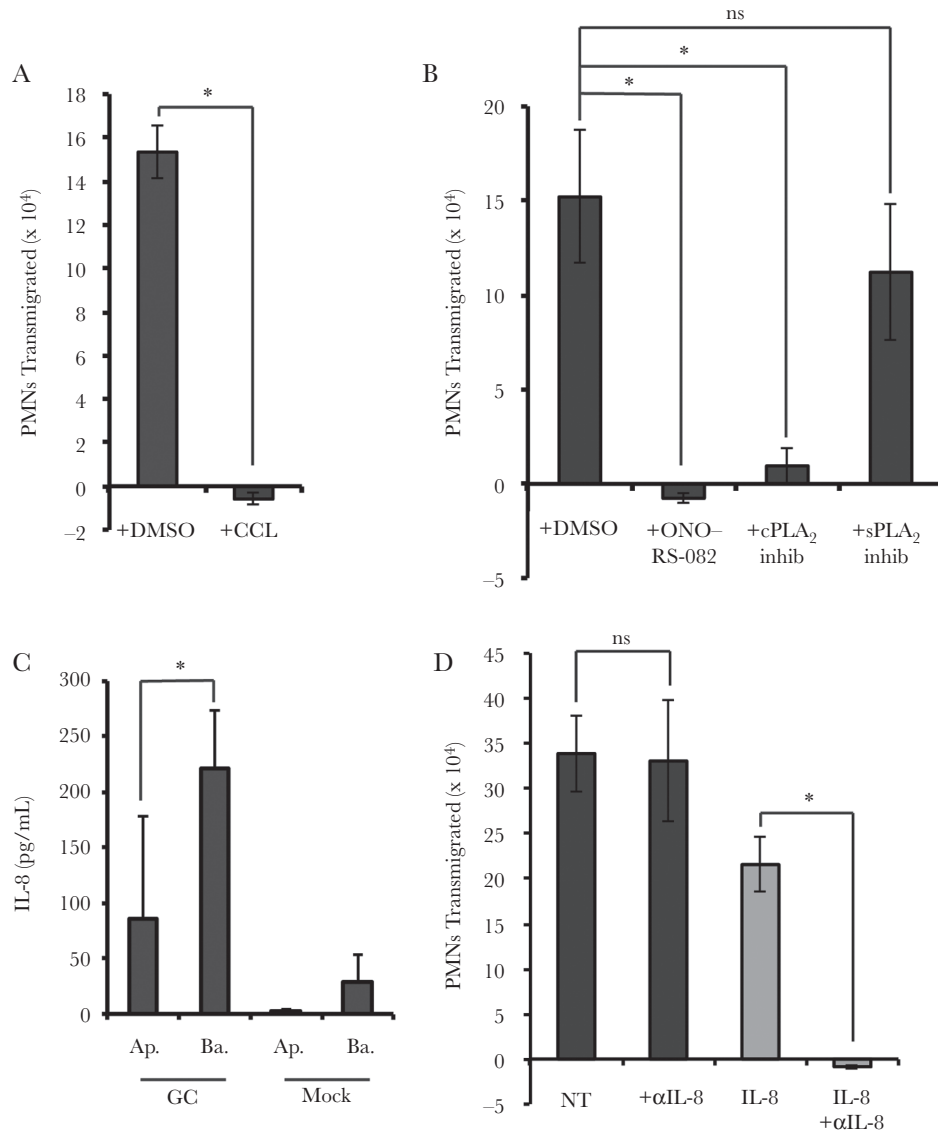 A
PMNs Transmigrated (x 10⁴)
18
16
14
12
10
8
6
4
2
0
–2
*
+DMSO
+CCL
B
PMNs Transmigrated (x 10⁴)
20
15
10
5
0
–5
ns
*
*
+DMSO
+ONO–
RS-082
+cPLA₂
inhib
+sPLA₂
inhib
C
IL-8 (pg/mL)
300
250
200
150
100
50
0
*
Ap.
Ba.
Ap.
Ba.
GC
Mock
D
PMNs Transmigrated (x 10⁴)
45
40
35
30
25
20
15
10
5
0
–5
ns
*
NT
+αIL-8
IL-8
IL-8
+αIL-8